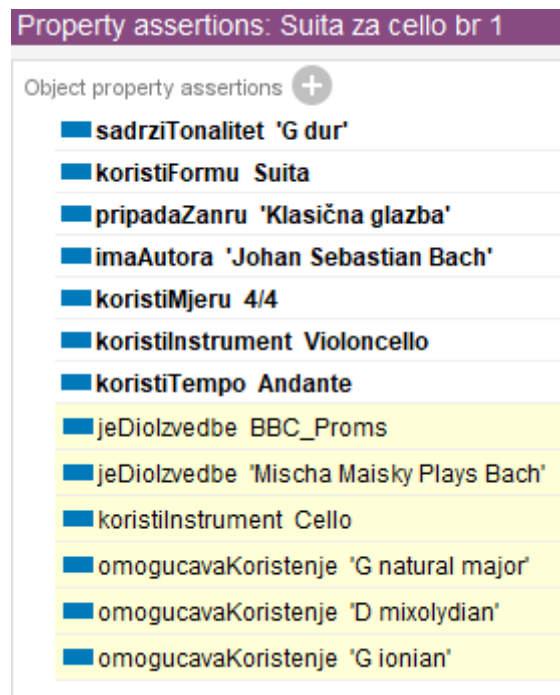 Property assertions: Suita za cello br 1
Object property assertions
sadrziTonalitet 'G dur'
koristiFormu Suita
pripadaZanru 'Klasična glazba'
imaAutora 'Johan Sebastian Bach'
koristiMjeru 4/4
koristiInstrument Violoncello
koristiTempo Andante
jeDioIzvedbe BBC_Proms
jeDioIzvedbe 'Mischa Maisky Plays Bach'
koristiInstrument Cello
omogucavaKoristenje 'G natural major'
omogucavaKoristenje 'D mixolydian'
omogucavaKoristenje 'G ionian'